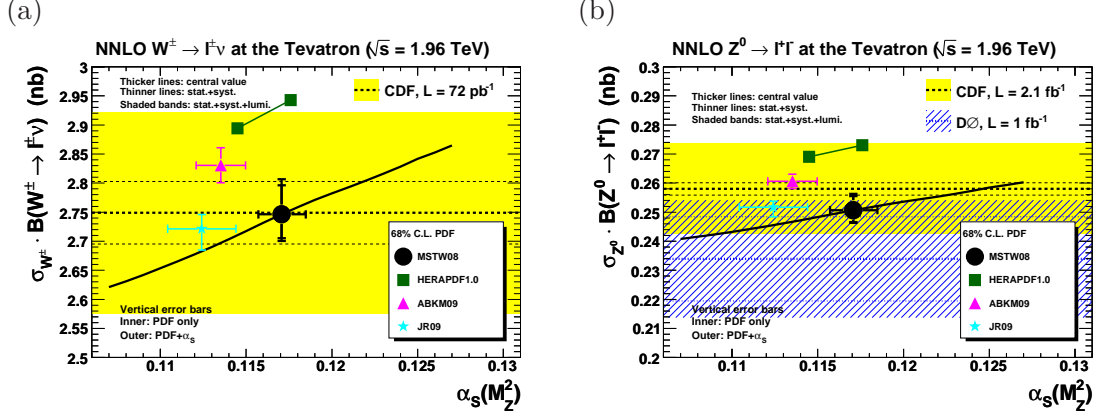 (a)
NNLO W± → l±ν at the Tevatron (√s = 1.96 TeV)
σW± · B(W± → l±ν) (nb)
3
2.95
2.9
2.85
2.8
2.75
2.7
2.65
2.6
2.55
2.5
Thicker lines: central value
Thinner lines: stat.+syst.
Shaded bands: stat.+syst.+lumi.
CDF, L = 72 pb-1
68% C.L. PDF
MSTW08
HERAPDF1.0
ABKM09
JR09
Vertical error bars
Inner: PDF only
Outer: PDF+αS
0.11 0.115 0.12 0.125 0.13
αS(M2Z)
(b)
NNLO Z0 → l+l- at the Tevatron (√s = 1.96 TeV)
σZ0 · B(Z0 → l+l-) (nb)
0.3
0.29
0.28
0.27
0.26
0.25
0.24
0.23
0.22
0.21
0.2
Thicker lines: central value
Thinner lines: stat.+syst.
Shaded bands: stat.+syst.+lumi.
CDF, L = 2.1 fb-1
DØ, L = 1 fb-1
68% C.L. PDF
MSTW08
HERAPDF1.0
ABKM09
JR09
Vertical error bars
Inner: PDF only
Outer: PDF+αS
0.11 0.115 0.12 0.125 0.13
αS(M2Z)